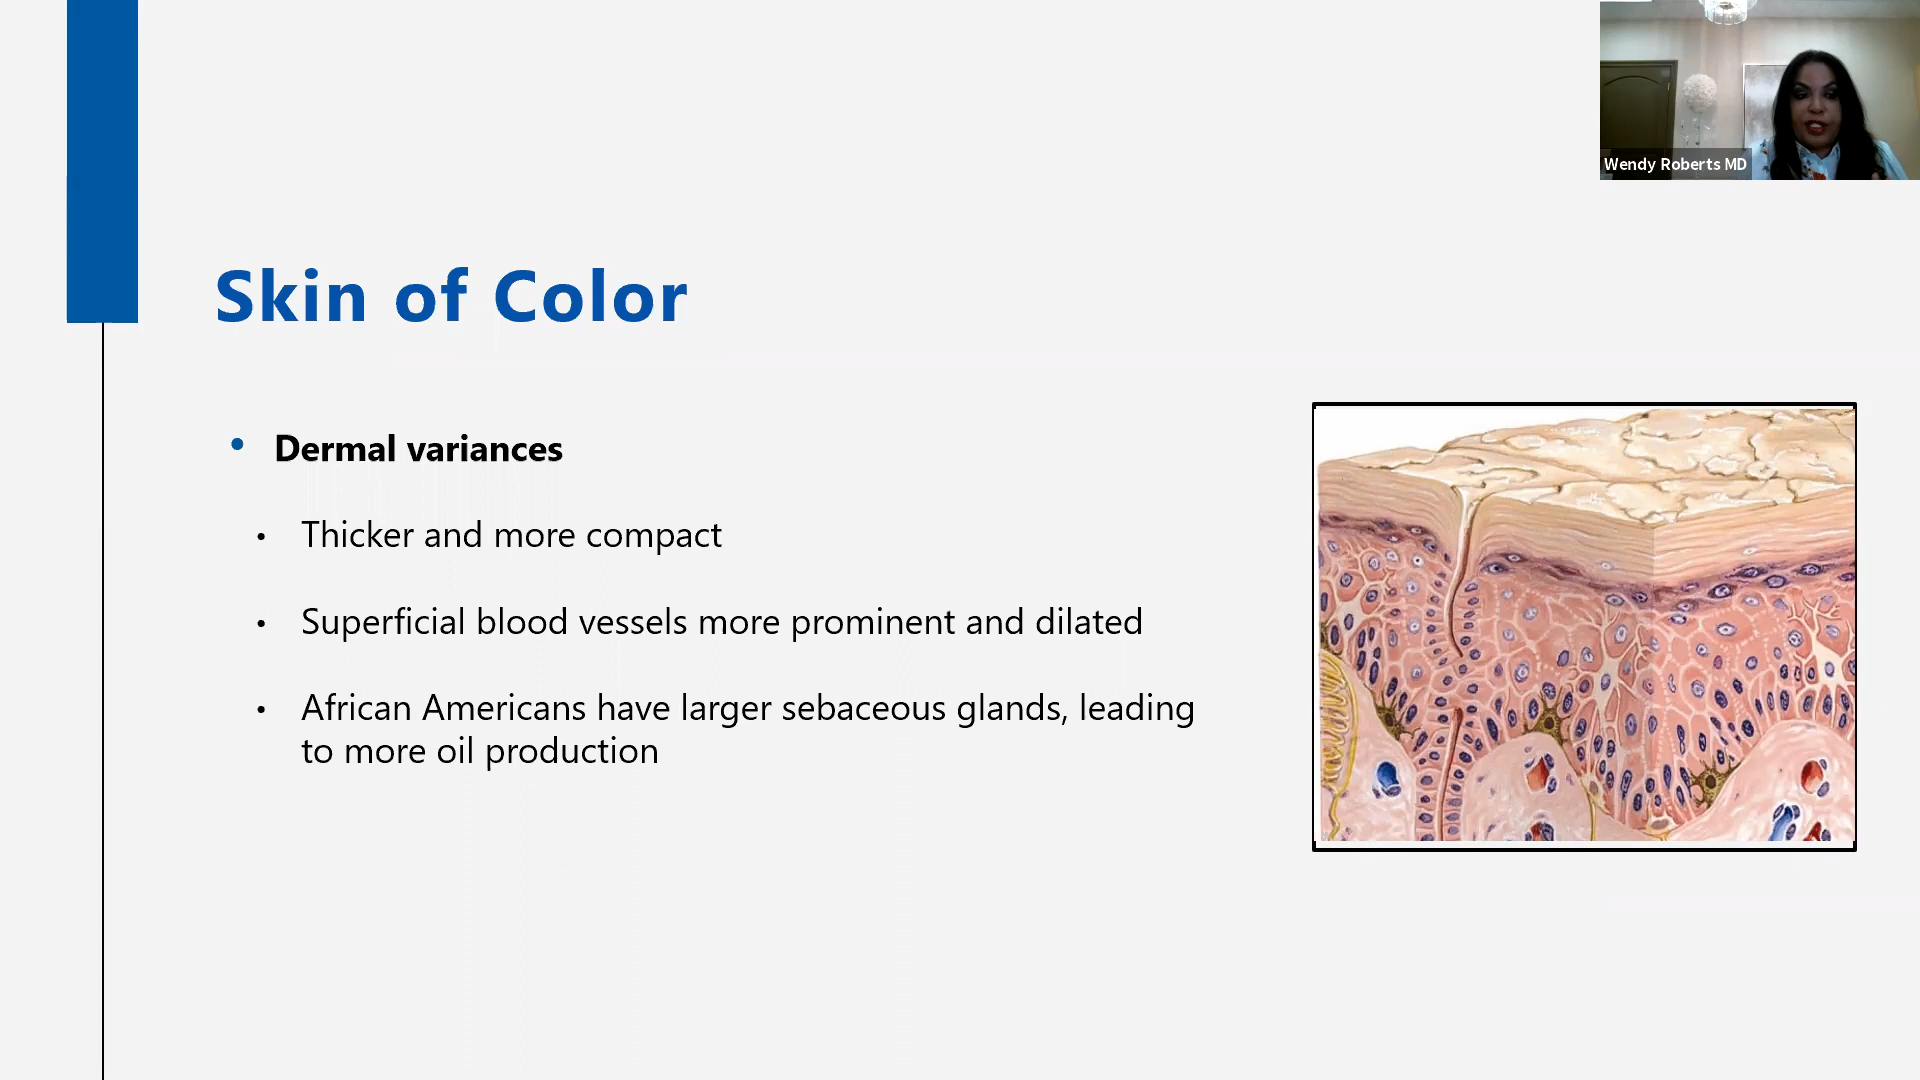 Wendy Roberts MD
Skin of Color
• Dermal variances
• Thicker and more compact
• Superficial blood vessels more prominent and dilated
• African Americans have larger sebaceous glands, leading
to more oil production